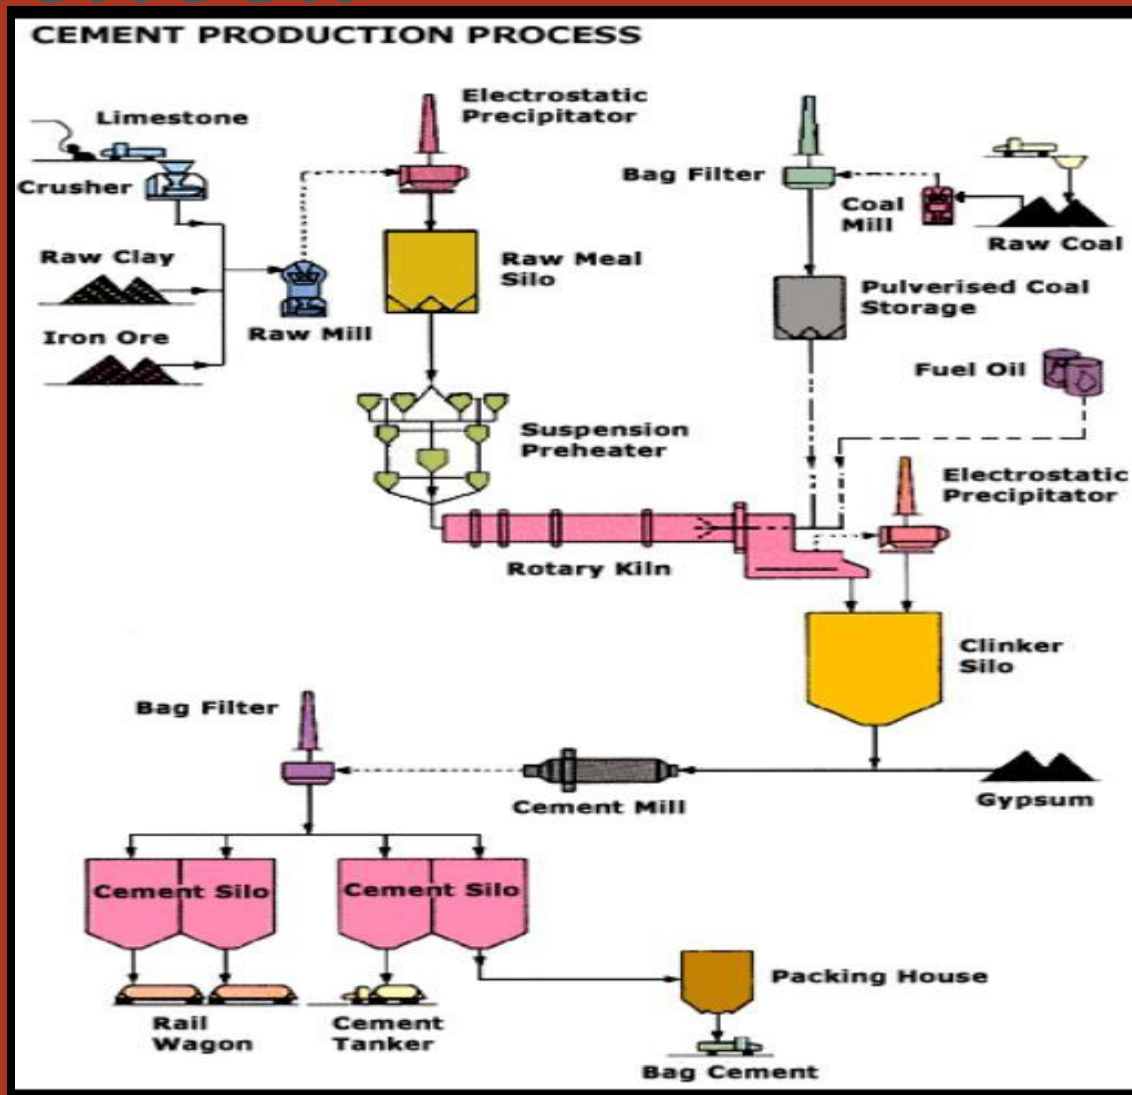 CEMENT PRODUCTION PROCESS
Limestone
Crusher
Raw Clay
Iron Ore
Raw Mill
Electrostatic
Precipitator
Raw Meal
Silo
Suspension
Preheater
Bag Filter
Coal
Mill
Raw Coal
Pulverised Coal
Storage
Fuel Oil
Electrostatic
Precipitator
Rotary Kiln
Clinker
Silo
Gypsum
Cement Mill
Bag Filter
Cement Silo
Cement Silo
Rail
Wagon
Cement
Tanker
Packing House
Bag Cement